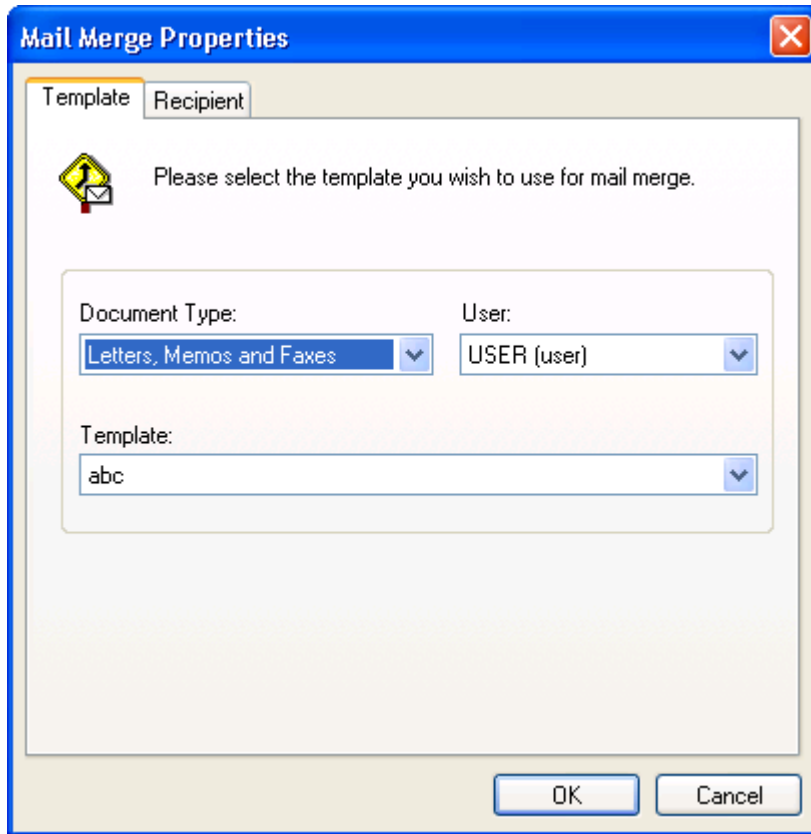 Mail Merge Properties
Template Recipient
Please select the template you wish to use for mail merge.
Document Type: User:
Letters, Memos and Faxes USER (user)
Template:
abc
OK Cancel